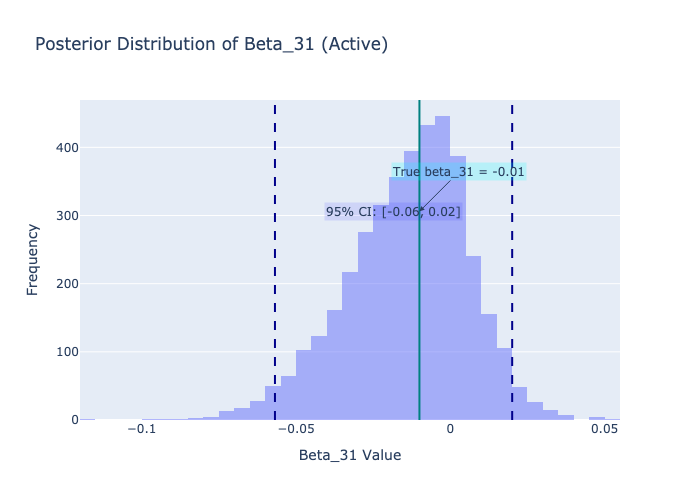 Posterior Distribution of Beta_31 (Active)
400
True beta_31 = -0.01
95% CI: [-0.06, 0.02]
300
Frequency
200
100
0
−0.1
−0.05
0
0.05
Beta_31 Value